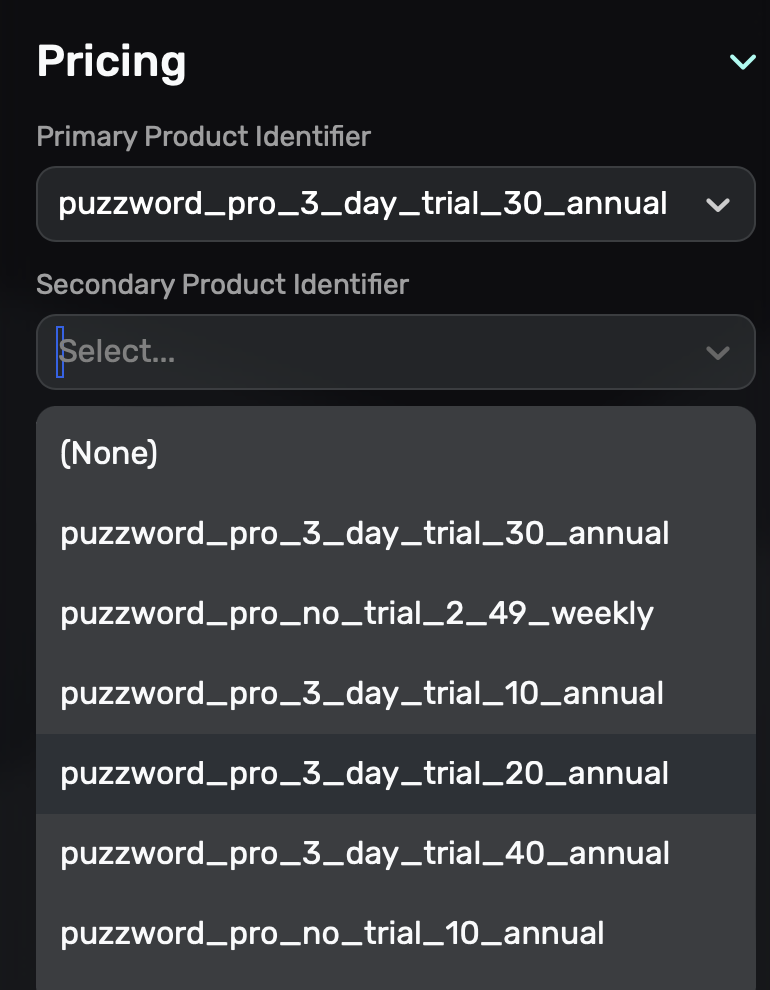 Pricing
Primary Product Identifier
puzzword_pro_3_day_trial_30_annual
Secondary Product Identifier
Select...
(None)
puzzword_pro_3_day_trial_30_annual
puzzword_pro_no_trial_2_49_weekly
puzzword_pro_3_day_trial_10_annual
puzzword_pro_3_day_trial_20_annual
puzzword_pro_3_day_trial_40_annual
puzzword_pro_no_trial_10_annual